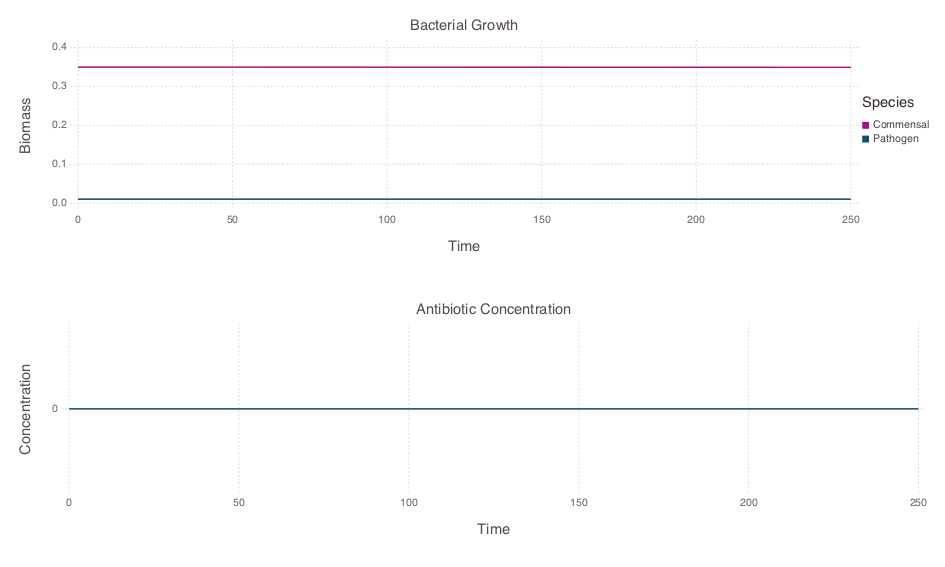 Bacterial Growth
0.4
0.3
0.2
0.1
0.0
Biomass
0 50 100 150 200 250
Time
Species
Commensal
Pathogen
Antibiotic Concentration
Concentration
0
0 50 100 150 200 250
Time